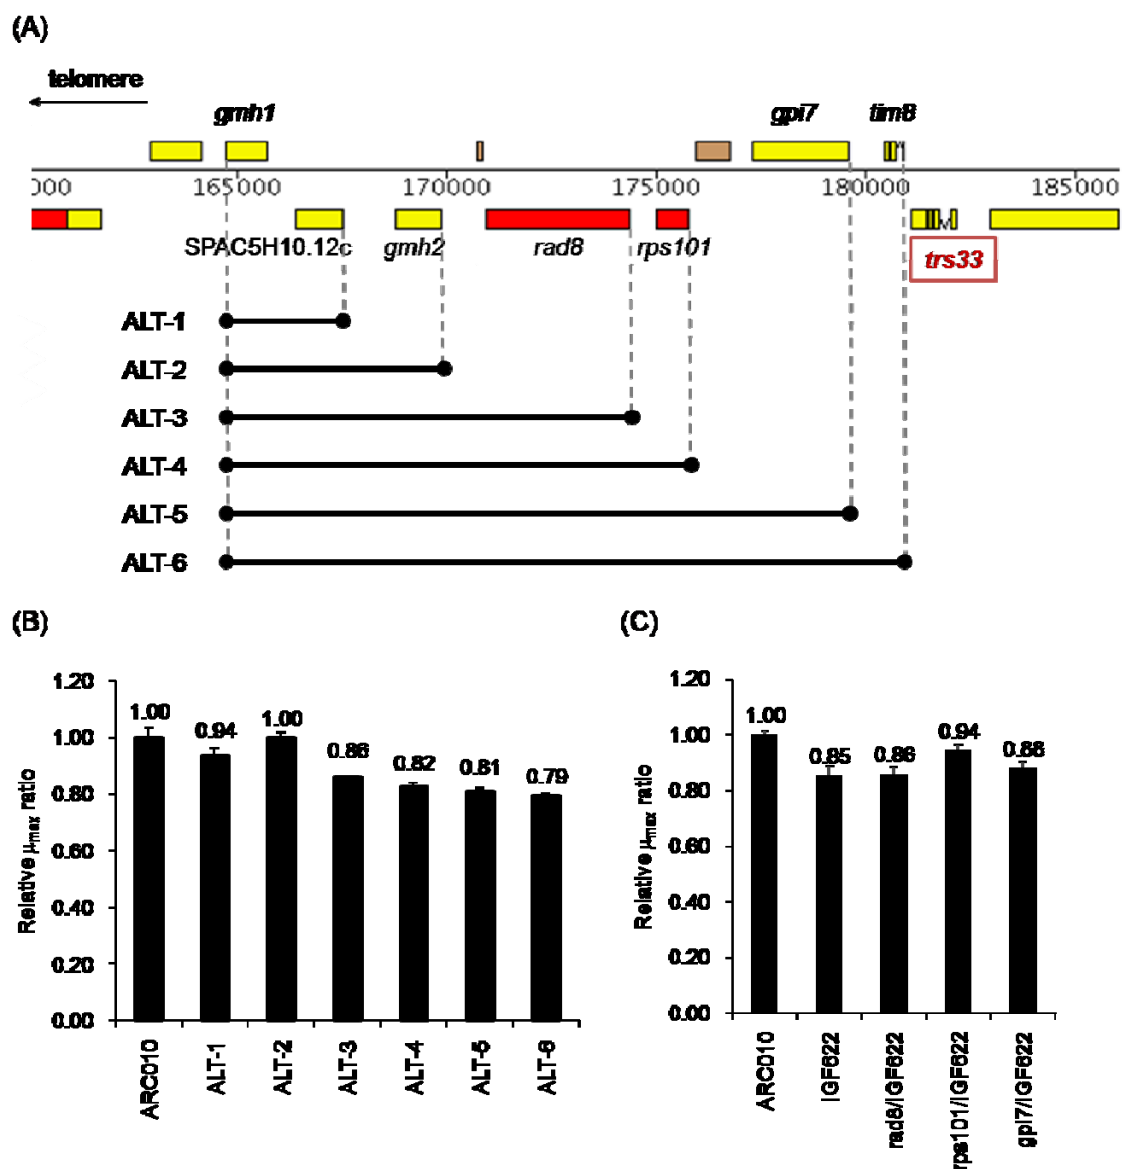 (A)
telomere
gmh1
gpi7
tim8
000
165000
170000
175000
180000
185000
SPAC5H10.12c
gmh2
rad8
rps101
trs33
ALT-1
ALT-2
ALT-3
ALT-4
ALT-5
ALT-6
(B)
Relative μmax ratio
1.20
1.00
0.80
0.60
0.40
0.20
0.00
1.00
0.94
1.00
0.86
0.82
0.81
0.79
ARC010
ALT-1
ALT-2
ALT-3
ALT-4
ALT-5
ALT-6
(C)
Relative μmax ratio
1.20
1.00
0.80
0.60
0.40
0.20
0.00
1.00
0.85
0.86
0.94
0.88
ARC010
IGF622
rad8/IGF622
rps101/IGF622
gpi7/IGF622